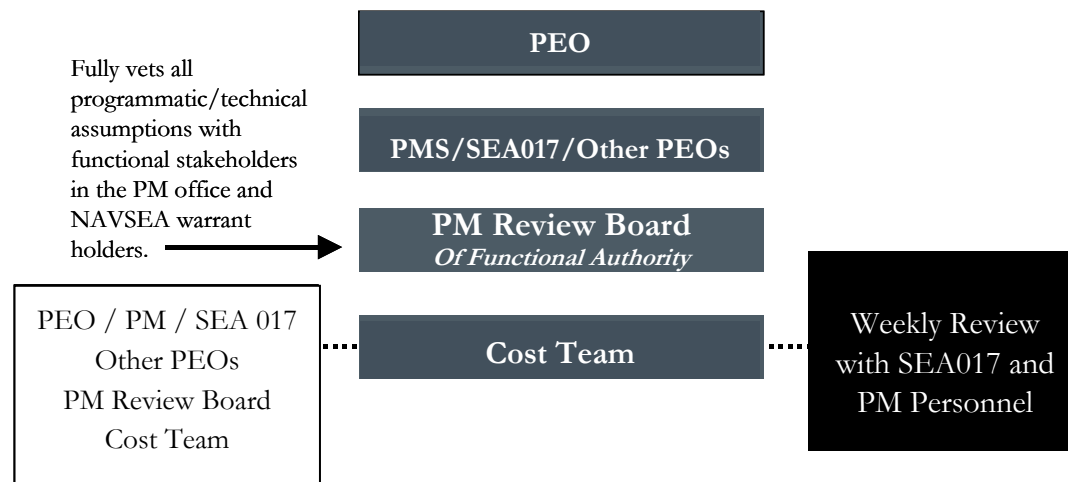 PEO
Fully vets all
programmatic/technical
assumptions with
functional stakeholders
in the PM office and
NAVSEA warrant
holders.
PMS/SEA017/Other PEOs
PM Review Board
Of Functional Authority
PEO / PM / SEA 017
Other PEOs
PM Review Board
Cost Team
Cost Team
Weekly Review
with SEA017 and
PM Personnel